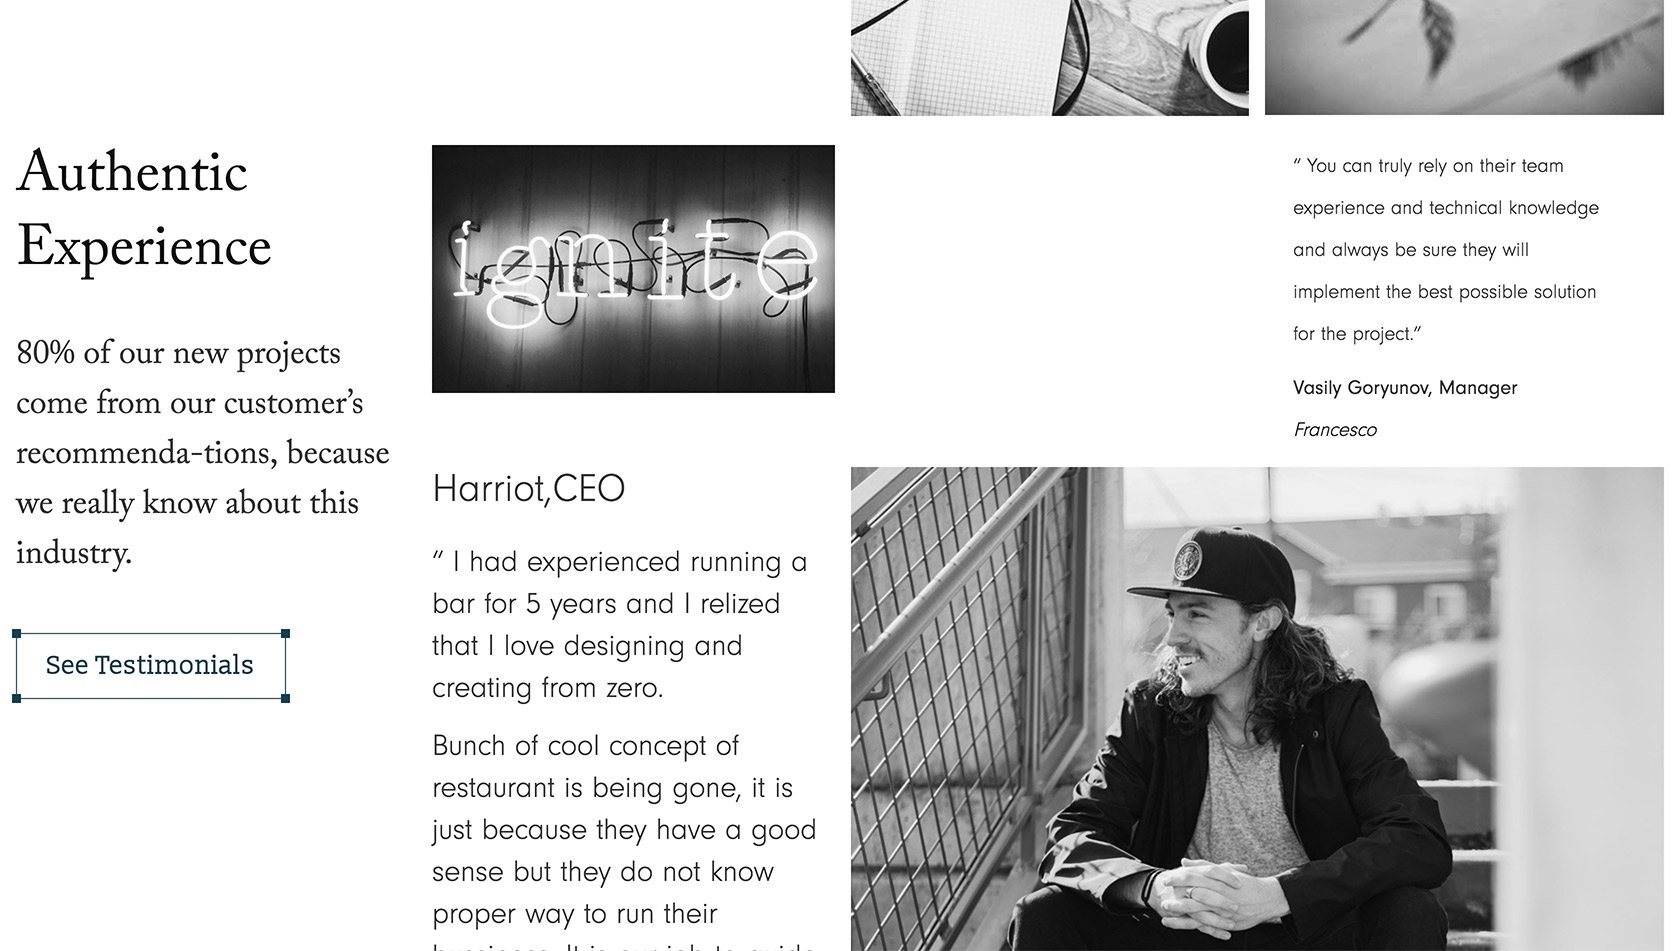 Authentic
Experience
80% of our new projects
come from our customer’s
recommenda-tions, because
we really know about this
industry.
See Testimonials
ignite
Harriot,CEO
“ I had experienced running a
bar for 5 years and I relized
that I love designing and
creating from zero.
Bunch of cool concept of
restaurant is being gone, it is
just because they have a good
sense but they do not know
proper way to run their
“ You can truly rely on their team
experience and technical knowledge
and always be sure they will
implement the best possible solution
for the project.”
Vasily Goryunov, Manager
Francesco